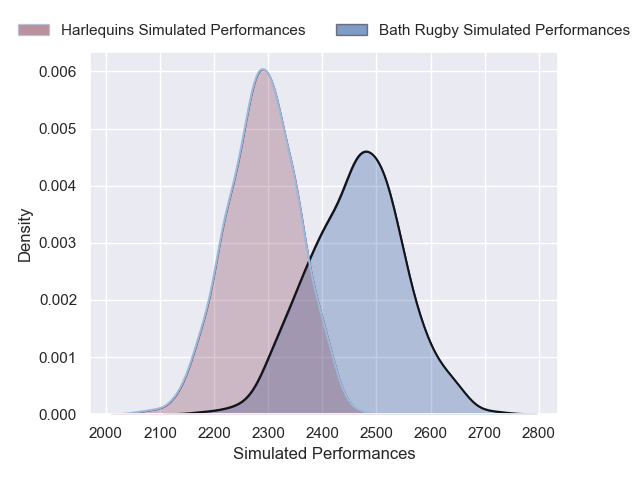 Harlequins Simulated Performances
Bath Rugby Simulated Performances
0.006
0.005
0.004
0.003
0.002
0.001
0.000
Density
2000 2100 2200 2300 2400 2500 2600 2700 2800
Simulated Performances